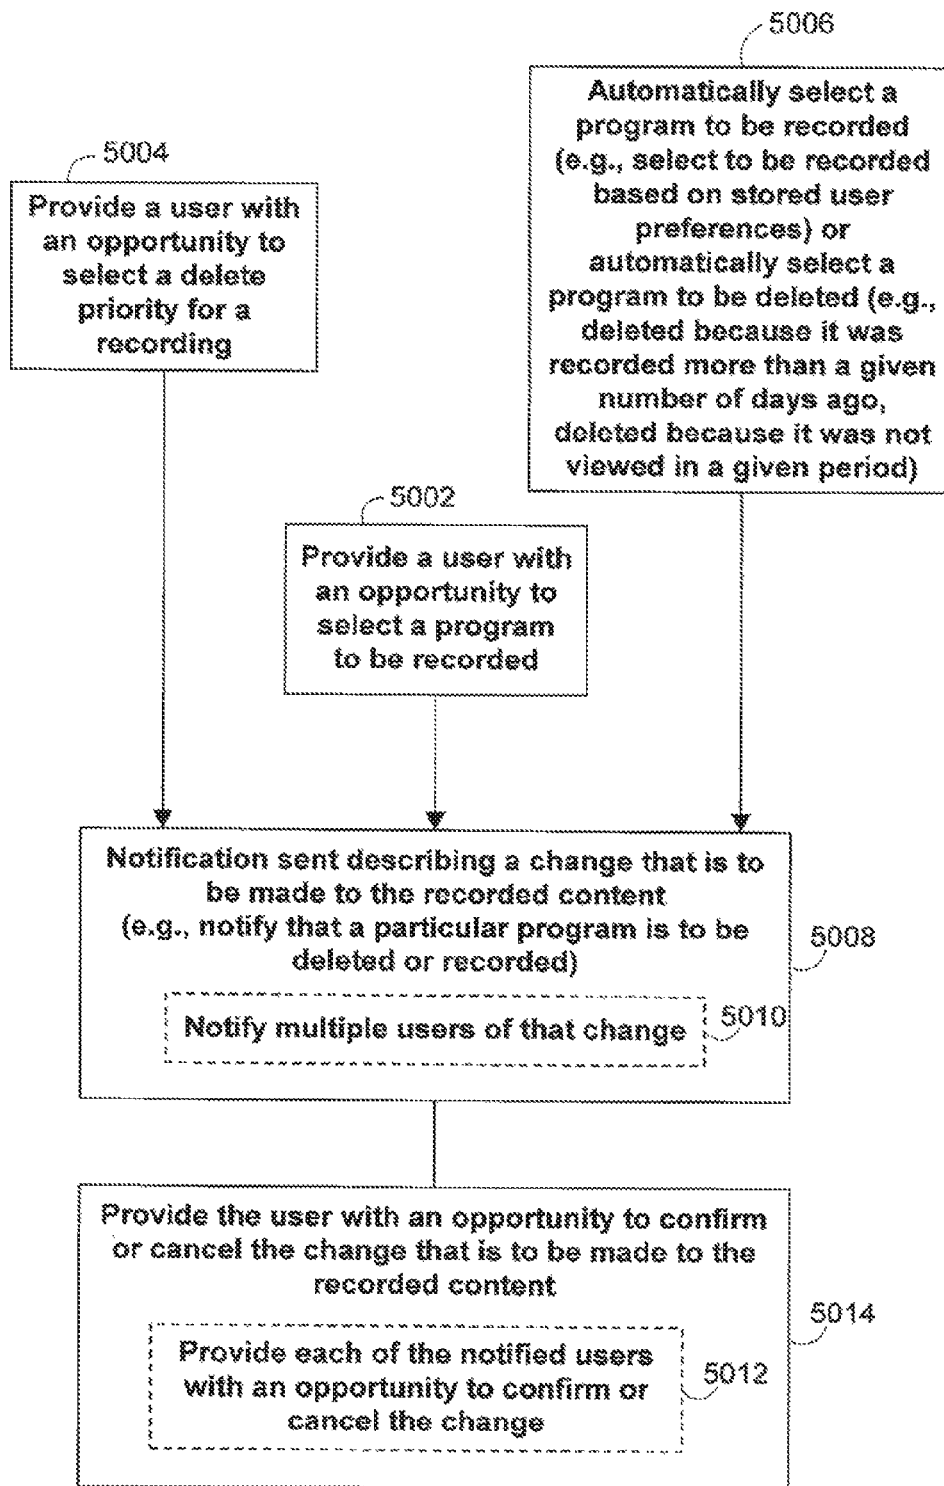 5006
Automatically select a
program to be recorded
(e.g., select to be recorded
based on stored user
preferences) or
automatically select a
program to be deleted (e.g.,
deleted because it was
recorded more than a given
number of days ago,
deleted because it was not
viewed in a given period)
5004
Provide a user with
an opportunity to
select a delete
priority for a
recording
5002
Provide a user with
an opportunity to
select a program
to be recorded
Notification sent describing a change that is to
be made to the recorded content
(e.g., notify that a particular program is to be
deleted or recorded)
5008
Notify multiple users of that change
5010
Provide the user with an opportunity to confirm
or cancel the change that is to be made to the
recorded content
5014
Provide each of the notified users
with an opportunity to confirm or
cancel the change
5012